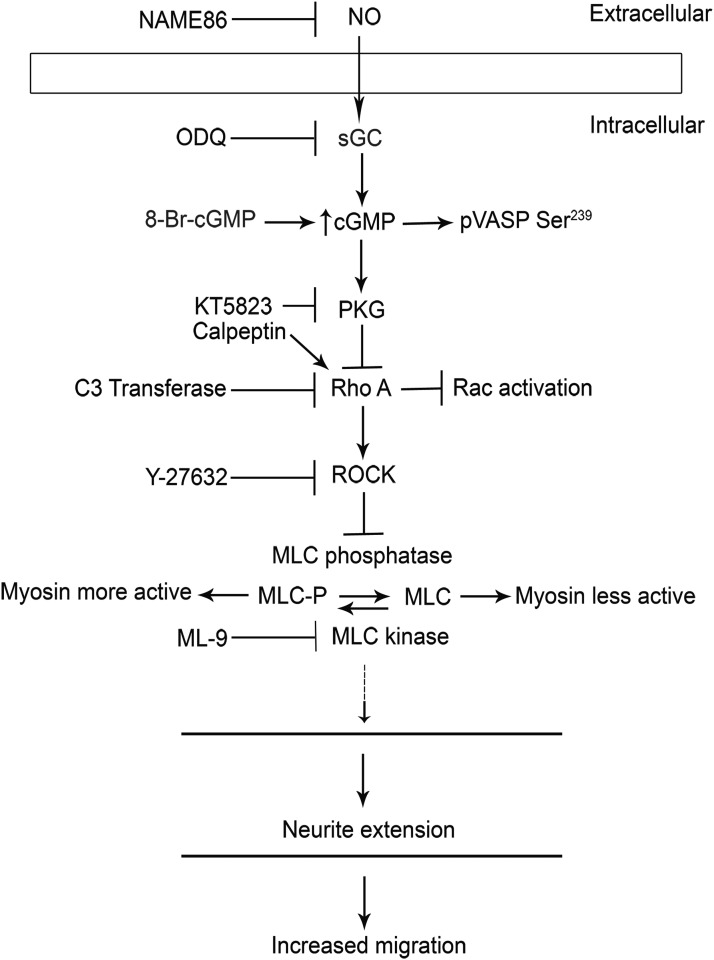 NAME86 NO Extracellular
Intracellular
ODQ sGC
8-Br-cGMP cGMP pVASP Ser239
KT5823 PKG
Calpeptin
C3 Transferase Rho A Rac activation
Y-27632 ROCK
MLC phosphatase
Myosin more active MLC-P MLC Myosin less active
ML-9 MLC kinase
Neurite extension
Increased migration